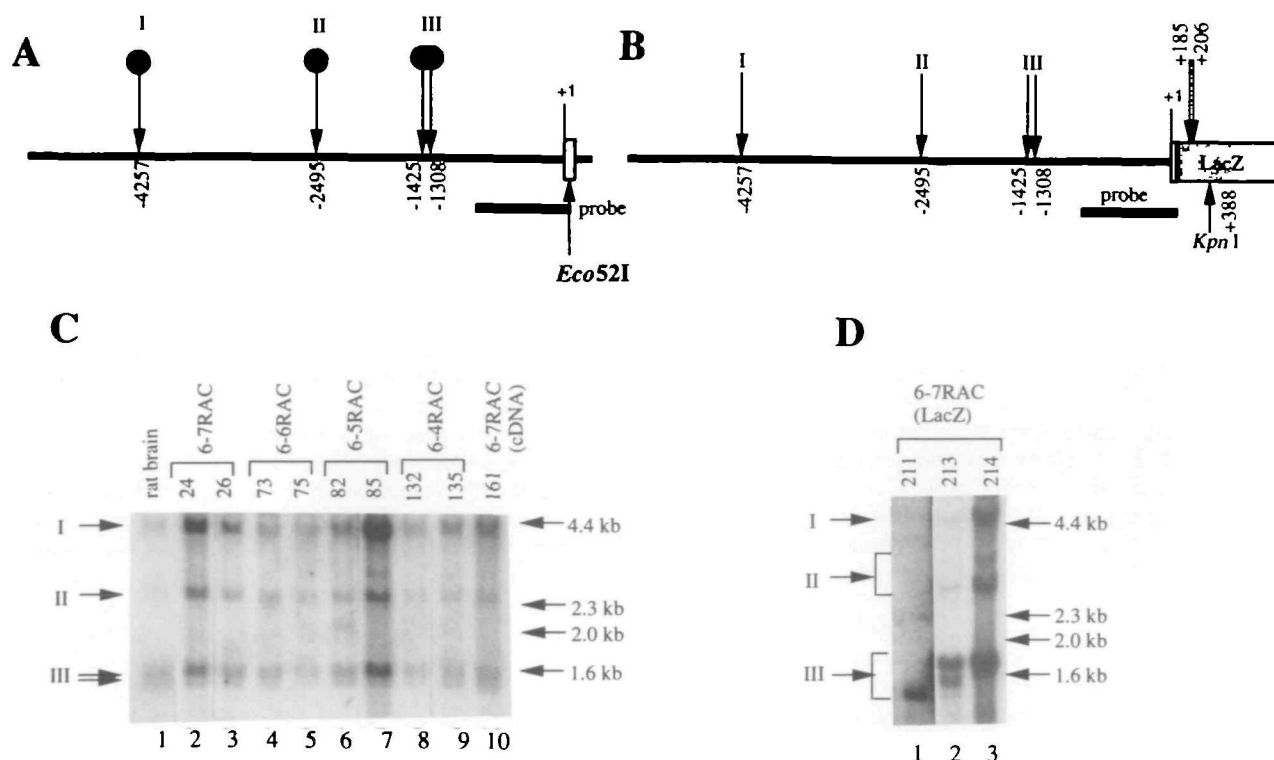 A
I II III
+1
-4257
-2495
-1425
-1308
probe
Eco52I
B
I II III
+185
+206
+1
LacZ
-4257
-2495
-1425
-1308
probe
+388
Kpn1
C
rat brain
6-7RAC
6-6RAC
6-5RAC
6-4RAC
6-7RAC
(cDNA)
24 26 73 75 82 85 132 135 161
I
4.4 kb
II
2.3 kb
2.0 kb
III
1.6 kb
1 2 3 4 5 6 7 8 9 10
D
6-7RAC
(LacZ)
211 213 214
I
4.4 kb
II
2.3 kb
2.0 kb
III
1.6 kb
1 2 3